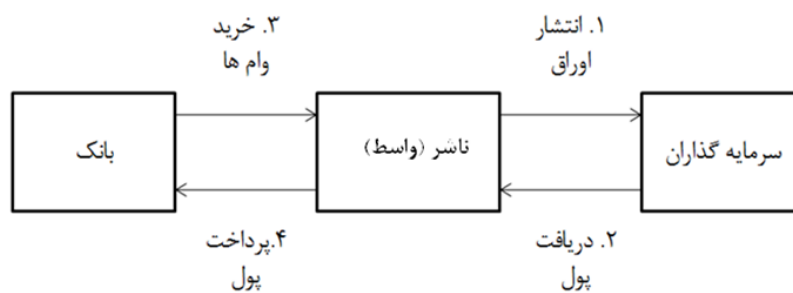 ۱. انتشار
اوراق
۳. خرید
وام ها
سرمایه گذاران
ناشر (واسط)
بانک
۲. دریافت
پول
۴.پرداخت
پول